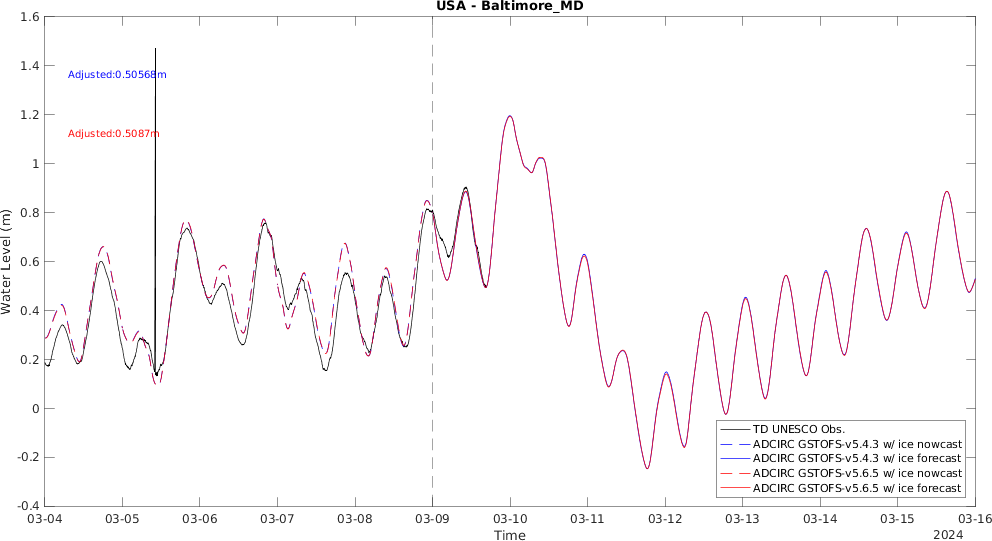 USA - Baltimore_MD
1.6
1.4
1.2
1
0.8
0.6
0.4
0.2
0
-0.2
-0.4
Water Level (m)
Adjusted:0.50568m
Adjusted:0.5087m
TD UNESCO Obs.
ADCIRC GSTOFS-v5.4.3 w/ ice nowcast
ADCIRC GSTOFS-v5.4.3 w/ ice forecast
ADCIRC GSTOFS-v5.6.5 w/ ice nowcast
ADCIRC GSTOFS-v5.6.5 w/ ice forecast
03-04 03-05 03-06 03-07 03-08 03-09 03-10 03-11 03-12 03-13 03-14 03-15 03-16
Time
2024